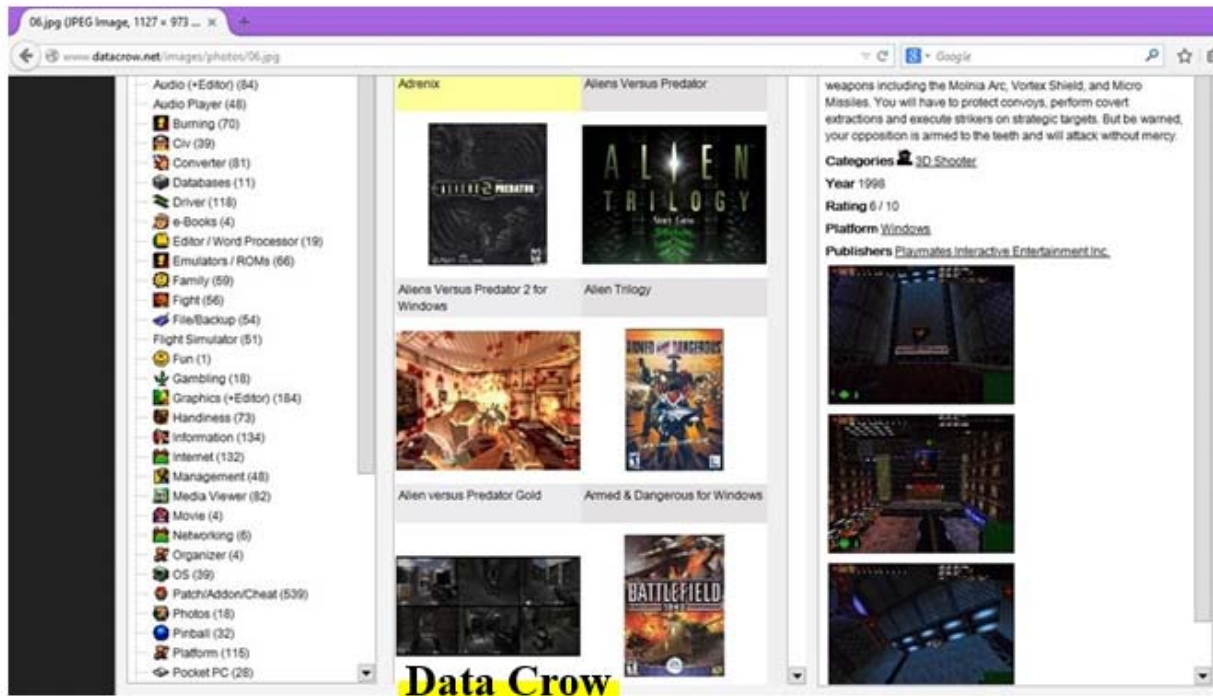 06.jpg (JPEG Image, 1127 × 973 ...
www.datacrow.net/images/photos/06.jpg
Google
Audio (+Editor) (84)
Audio Player (48)
Burning (70)
Civ (39)
Converter (81)
Databases (11)
Driver (118)
e-Books (4)
Editor / Word Processor (19)
Emulators / ROMs (66)
Family (59)
Fight (56)
File/Backup (54)
Flight Simulator (51)
Fun (1)
Gambling (18)
Graphics (+Editor) (184)
Handiness (73)
Information (134)
Internet (132)
Management (48)
Media Viewer (82)
Movie (4)
Networking (6)
Organizer (4)
OS (39)
Patch/Addon/Cheat (539)
Photos (18)
Pinball (32)
Platform (115)
Pocket PC (28)
Adrenix
Aliens Versus Predator
ALIENS 2 PREDATOR
ALIEN
TRILOGY
Aliens Versus Predator 2 for
Windows
Alien Trilogy
ARMED AND DANGEROUS
Alien versus Predator Gold
Armed & Dangerous for Windows
BATTLEFIELD
1942
Data Crow
weapons including the Molnia Arc, Vortex Shield, and Micro
Missiles. You will have to protect convoys, perform covert
extractions and execute strikers on strategic targets. But be warned,
your opposition is armed to the teeth and will attack without mercy.
Categories 3D Shooter
Year 1998
Rating 6 / 10
Platform Windows
Publishers Playmates Interactive Entertainment Inc.